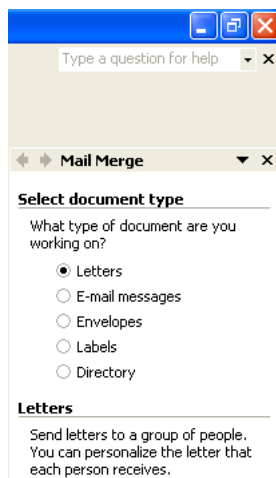 Type a question for help
Mail Merge
Select document type
What type of document are you
working on?
Letters
E-mail messages
Envelopes
Labels
Directory
Letters
Send letters to a group of people.
You can personalize the letter that
each person receives.